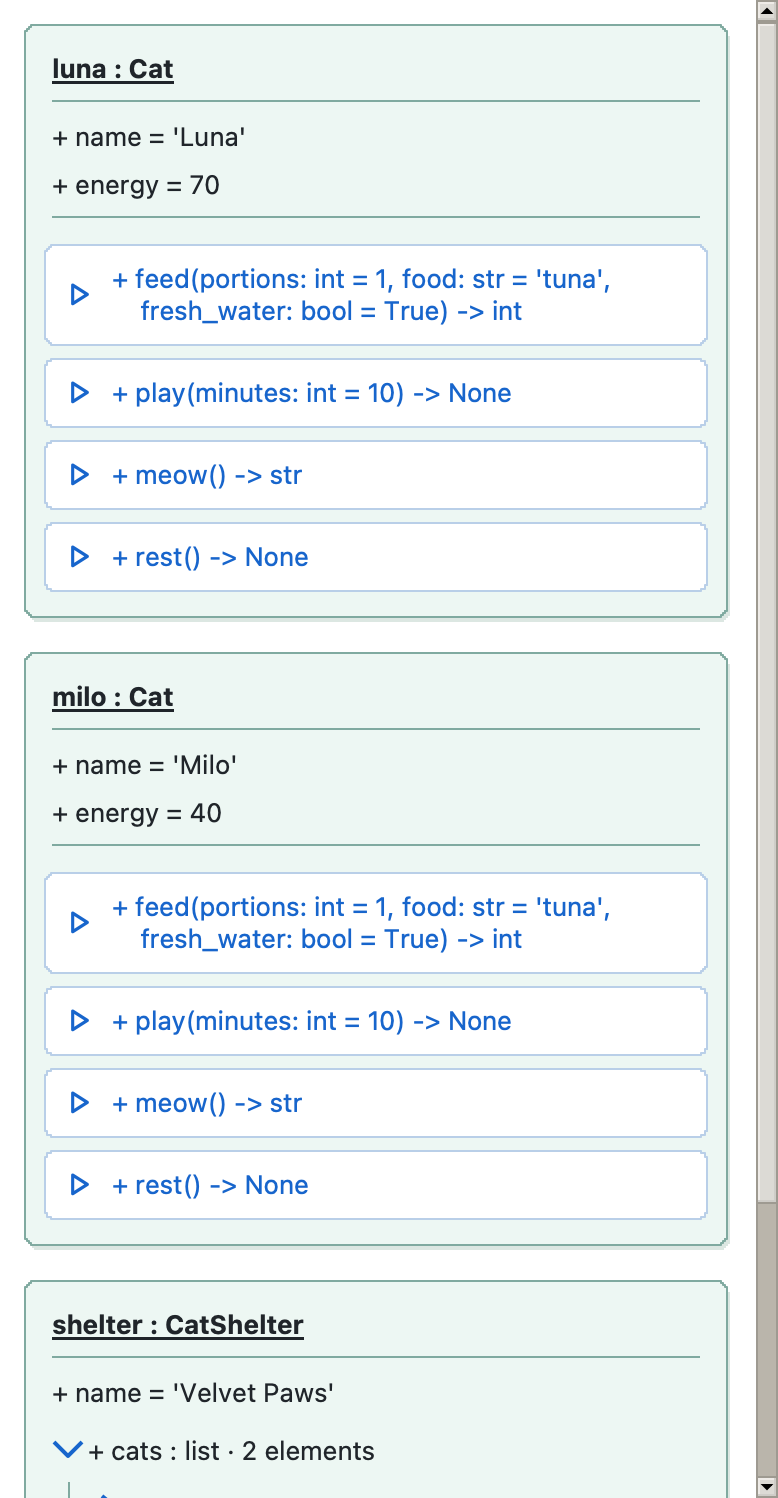 luna : Cat
+ name = 'Luna'
+ energy = 70
+ feed(portions: int = 1, food: str = 'tuna',
fresh_water: bool = True) -> int
+ play(minutes: int = 10) -> None
+ meow() -> str
+ rest() -> None
milo : Cat
+ name = 'Milo'
+ energy = 40
+ feed(portions: int = 1, food: str = 'tuna',
fresh_water: bool = True) -> int
+ play(minutes: int = 10) -> None
+ meow() -> str
+ rest() -> None
shelter : CatShelter
+ name = 'Velvet Paws'
+ cats : list · 2 elements